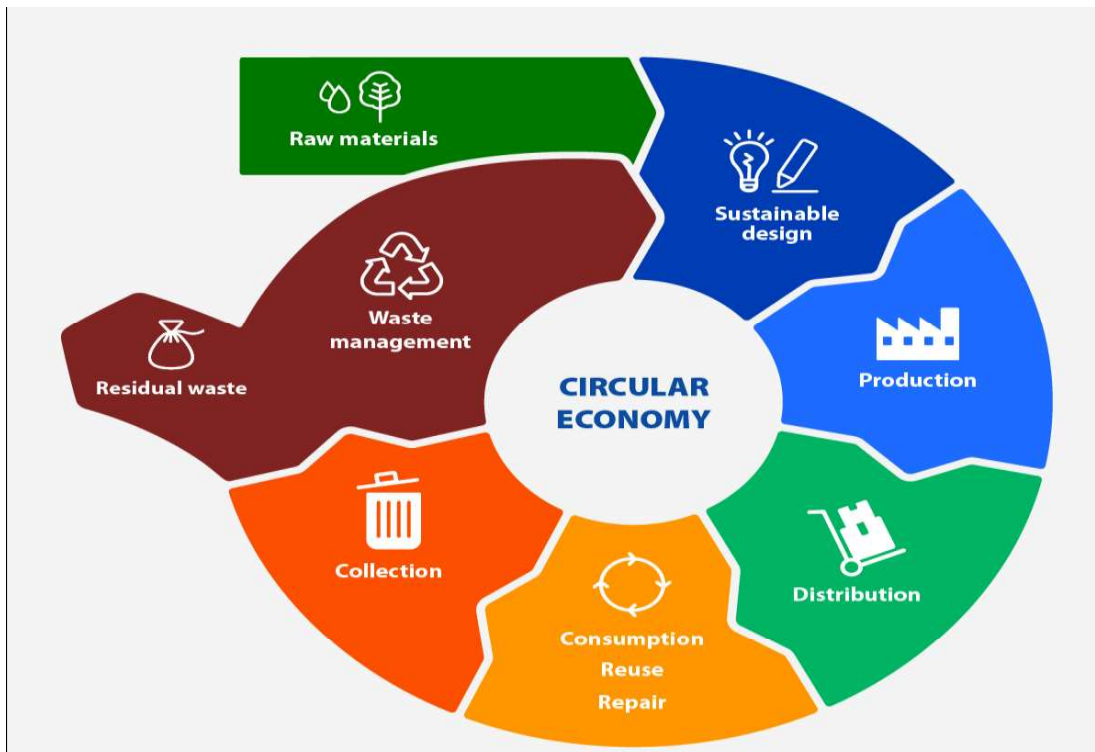 Raw materials
Sustainable
design
Production
Distribution
Consumption
Reuse
Repair
Collection
Waste
management
Residual waste
CIRCULAR
ECONOMY